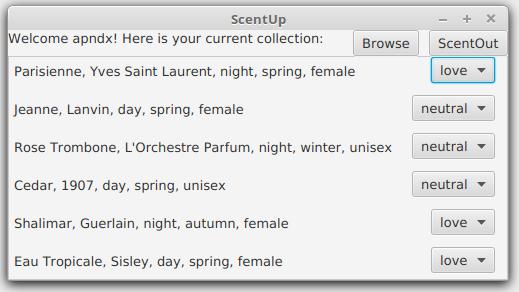 ScentUp
Welcome apndx! Here is your current collection: Browse ScentOut
Parisienne, Yves Saint Laurent, night, spring, female love
Jeanne, Lanvin, day, spring, female neutral
Rose Trombone, L'Orchestre Parfum, night, winter, unisex neutral
Cedar, 1907, day, spring, unisex neutral
Shalimar, Guerlain, night, autumn, female love
Eau Tropicale, Sisley, day, spring, female love